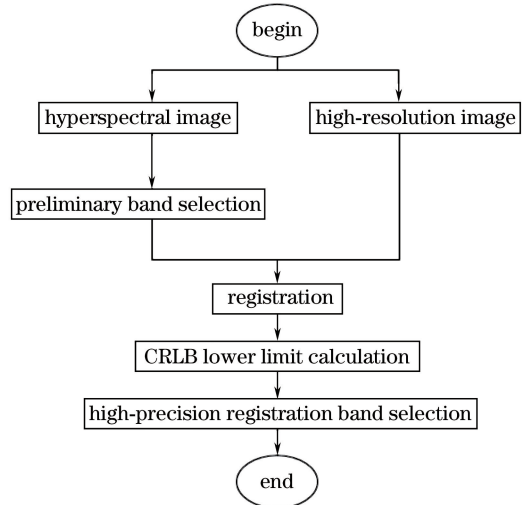 begin
hyperspectral image
high-resolution image
preliminary band selection
registration
CRLB lower limit calculation
high-precision registration band selection
end